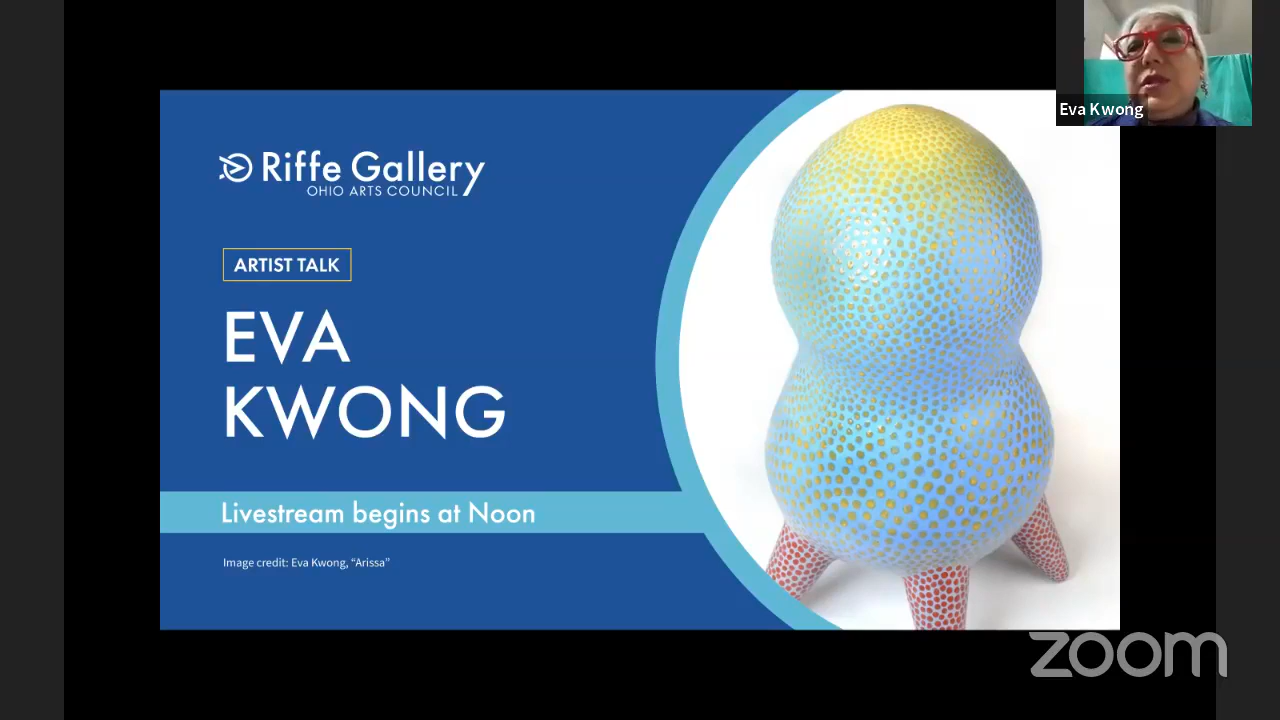 Eva Kwong
Riffe Gallery
OHIO ARTS COUNCIL
ARTIST TALK
EVA
KWONG
Livestream begins at Noon
Image credit: Eva Kwong, “Arissa”
zoom